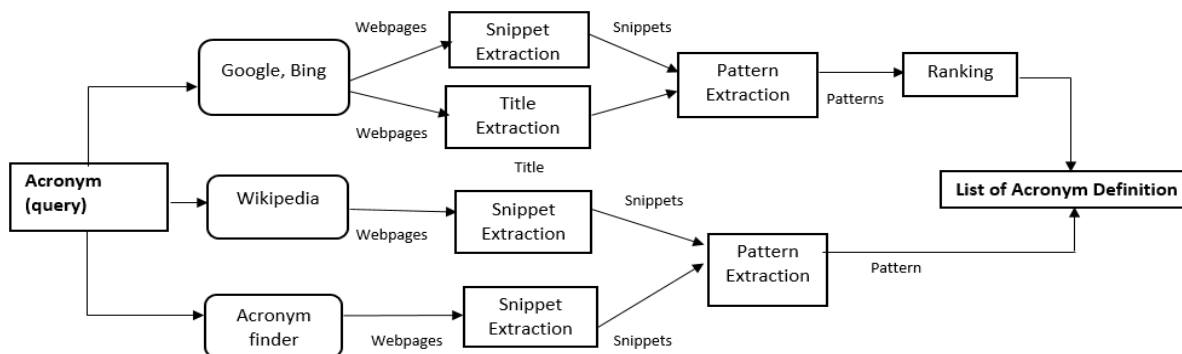 Webpages
Snippet
Extraction
Snippets
Google, Bing
Pattern
Extraction
Patterns
Ranking
Title
Extraction
Webpages
Title
Acronym
(query)
Wikipedia
Webpages
Snippet
Extraction
Snippets
List of Acronym Definition
Pattern
Extraction
Pattern
Acronym
finder
Webpages
Snippet
Extraction
Snippets